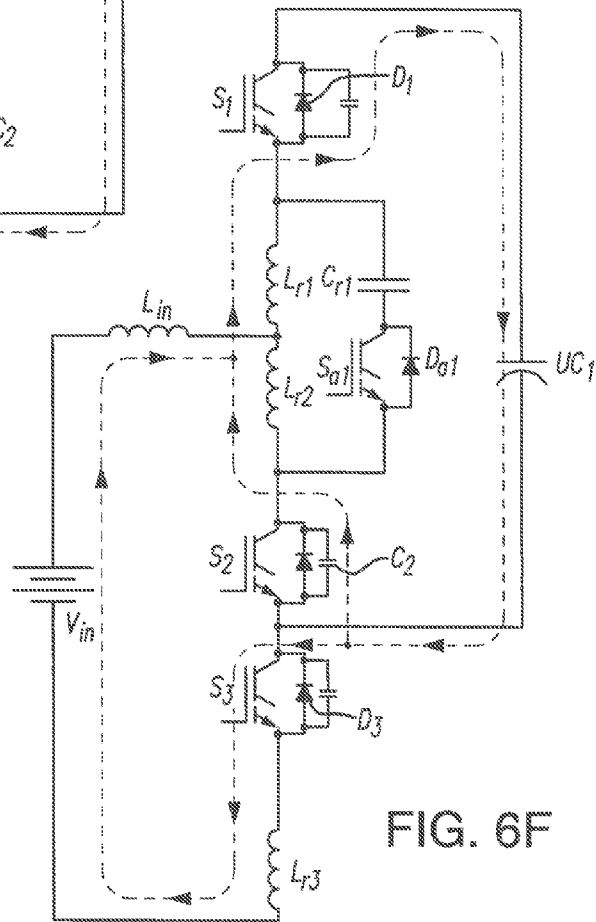 D1
S1
C2
Lin
Lr1
Cr1
Sa1
Da1
UC1
Lr2
S2
C2
Vin
S3
D3
FIG. 6F
Lr3